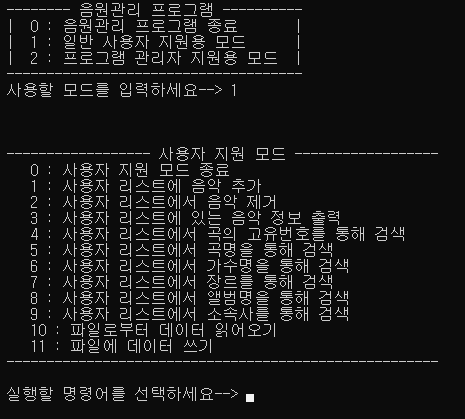 -------- 음원관리 프로그램 ----------
|  0 : 음원관리 프로그램 종료       |
|  1 : 일반 사용자 지원용 모드      |
|  2 : 프로그램 관리자 지원용 모드  |
-------------------------------------
사용할 모드를 입력하세요--> 1
------------------ 사용자 지원 모드 ------------------
0 : 사용자 지원 모드 종료
1 : 사용자 리스트에 음악 추가
2 : 사용자 리스트에서 음악 제거
3 : 사용자 리스트에 있는 음악 정보 출력
4 : 사용자 리스트에서 곡의 고유번호를 통해 검색
5 : 사용자 리스트에서 곡명을 통해 검색
6 : 사용자 리스트에서 가수명을 통해 검색
7 : 사용자 리스트에서 장르를 통해 검색
8 : 사용자 리스트에서 앨범명을 통해 검색
9 : 사용자 리스트에서 소속사를 통해 검색
10 : 파일로부터 데이터 읽어오기
11 : 파일에 데이터 쓰기
------------------------------------------------------
실행할 명령어를 선택하세요-->